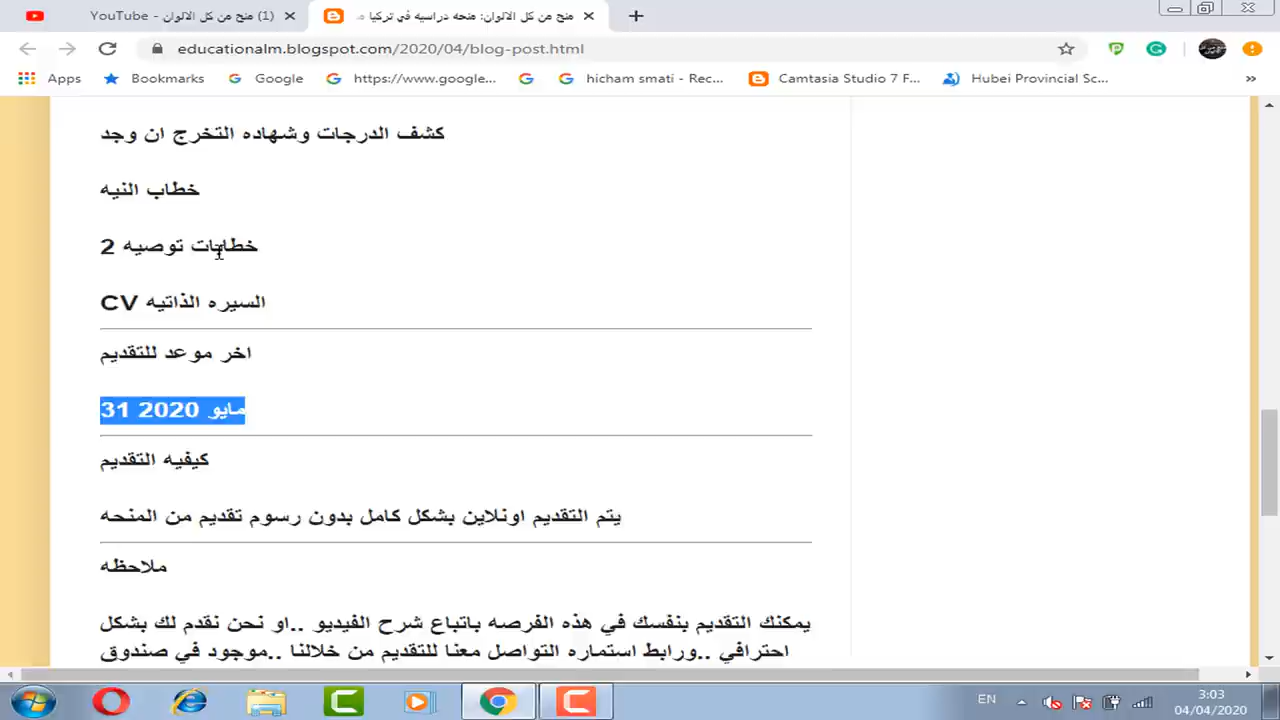 (1) منح من كل الالوان - YouTube
منح من كل الالوان: منحه دراسيه في تركيا م
educationalm.blogspot.com/2020/04/blog-post.html
Apps
Bookmarks
Google
https://www.google...
hicham smati - Rec...
Camtasia Studio 7 F...
Hubei Provincial Sc...
»
كشف الدرجات وشهاده التخرج ان وجد
خطاب النيه
2 خطابات توصيه
السيره الذاتيه CV
اخر موعد للتقديم
31 مايو 2020
كيفيه التقديم
يتم التقديم اونلاين بشكل كامل بدون رسوم تقديم من المنحه
ملاحظه
يمكنك التقديم بنفسك في هذه الفرصه باتباع شرح الفيديو ..او نحن نقدم لك بشكل
احترافي ..ورابط استماره التواصل معنا للتقديم من خلالنا ..موجود في صندوق
EN
3:03
04/04/2020